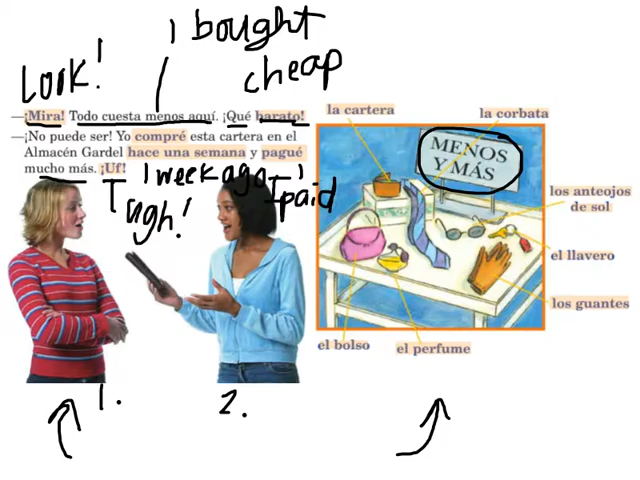 I bought
Look! cheap
—¡Mira! Todo cuesta menos aquí. ¡Qué barato!
—¡No puede ser! Yo compré esta cartera en el
Almacén Gardel hace una semana y pagué
mucho más. ¡Uf!
1 week ago I paid
Ugh!
la cartera
la corbata
MENOS
Y MÁS
los anteojos
de sol
el llavero
los guantes
el bolso
el perfume
1.
2.